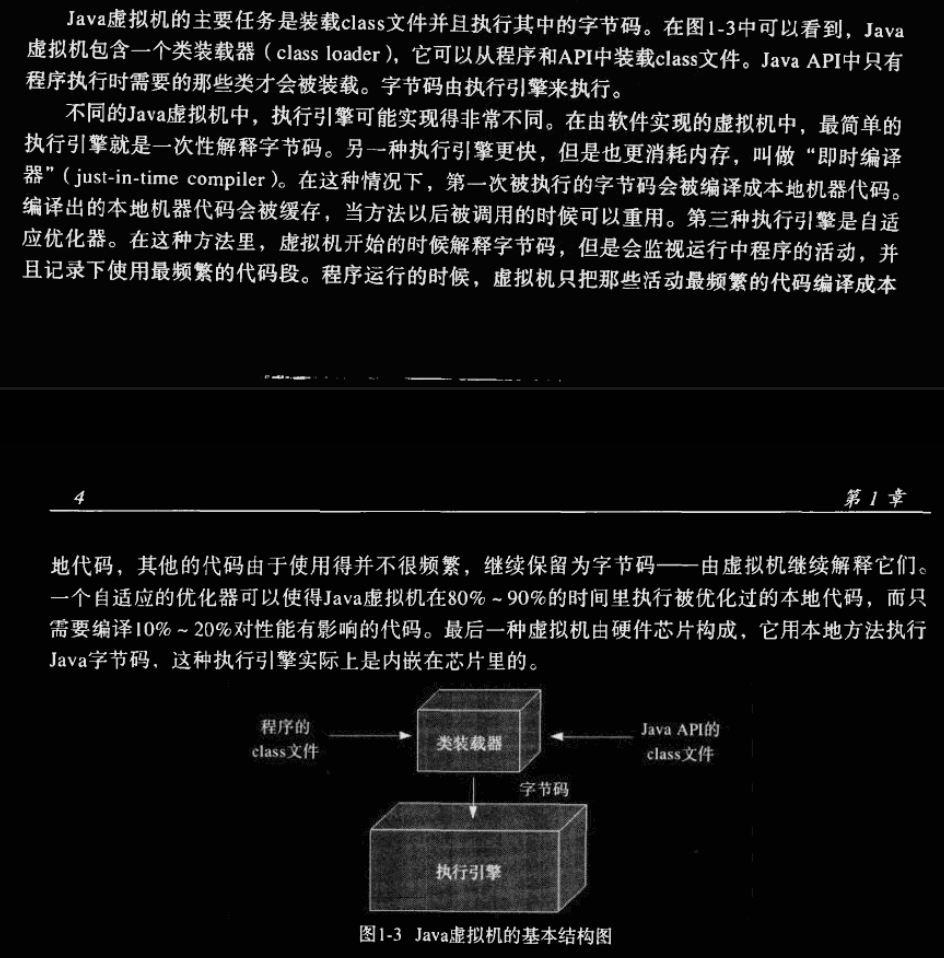 Java虚拟机的主要任务是装载class文件并且执行其中的字节码。在图1-3中可以看到，Java
虚拟机包含一个类装载器（class loader），它可以从程序和API中装载class文件。Java API中只有
程序执行时需要的那些类才会被装载。字节码由执行引擎来执行。
不同的Java虚拟机中，执行引擎可能实现得非常不同。在由软件实现的虚拟机中，最简单的
执行引擎就是一次性解释字节码。另一种执行引擎更快，但是也更消耗内存，叫做“即时编译
器”（just-in-time compiler）。在这种情况下，第一次被执行的字节码会被编译成本地机器代码。
编译出的本地机器代码会被缓存，当方法以后被调用的时候可以重用。第三种执行引擎是自适
应优化器。在这种方法里，虚拟机开始的时候解释字节码，但是会监视运行中程序的活动，并
且记录下使用最频繁的代码段。程序运行的时候，虚拟机只把那些活动最频繁的代码编译成本
4 第1章
地代码，其他的代码由于使用得并不很频繁，继续保留为字节码——由虚拟机继续解释它们。
一个自适应的优化器可以使得Java虚拟机在80%～90%的时间里执行被优化过的本地代码，而只
需要编译10%～20%对性能有影响的代码。最后一种虚拟机由硬件芯片构成，它用本地方法执行
Java字节码，这种执行引擎实际上是内嵌在芯片里的。
程序的
class文件
类装载器
Java API的
class文件
字节码
执行引擎
图1-3 Java虚拟机的基本结构图